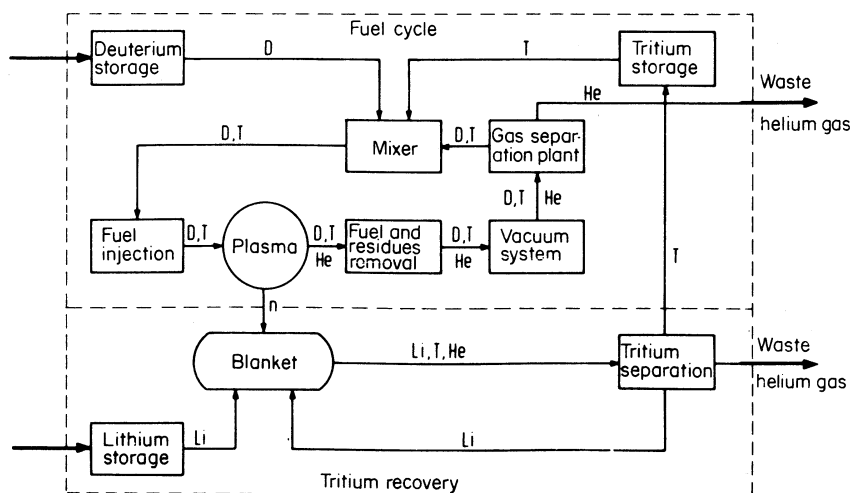 Fuel cycle
Deuterium
storage
D
T
Tritium
storage
Waste
He
helium gas
D,T
Mixer
D,T
Gas separ-
ation plant
D,T
He
Fuel
injection
D,T
Plasma
D,T
He
Fuel and
residues
removal
D,T
He
Vacuum
system
T
n
Blanket
Li,T,He
Tritium
separation
Waste
helium gas
Lithium
storage
Li
Li
Tritium recovery